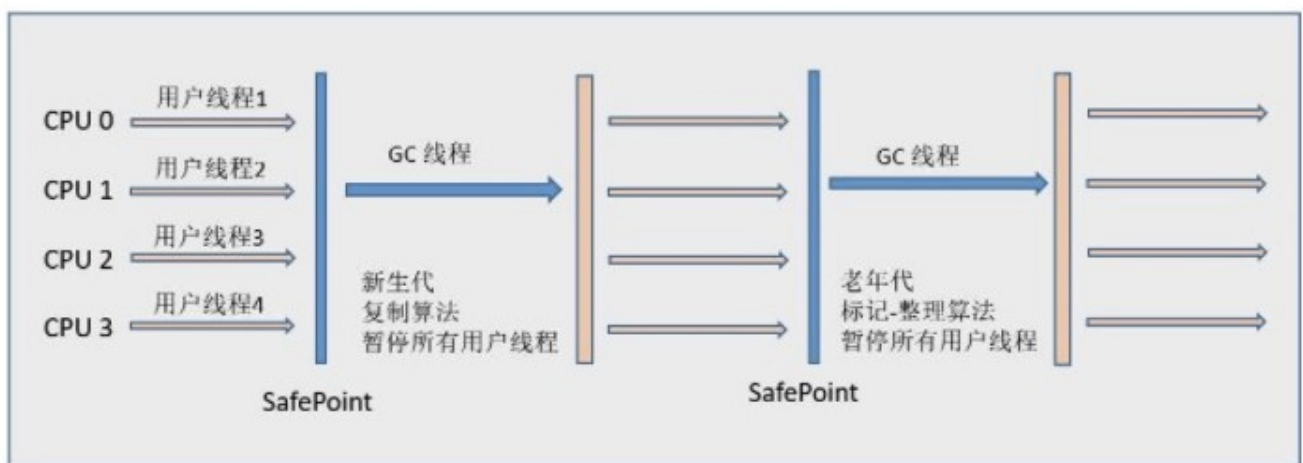 CPU 0
用户线程1
CPU 1
用户线程2
CPU 2
用户线程3
CPU 3
用户线程4
SafePoint
GC 线程
新生代
复制算法
暂停所有用户线程
SafePoint
GC 线程
老年代
标记-整理算法
暂停所有用户线程